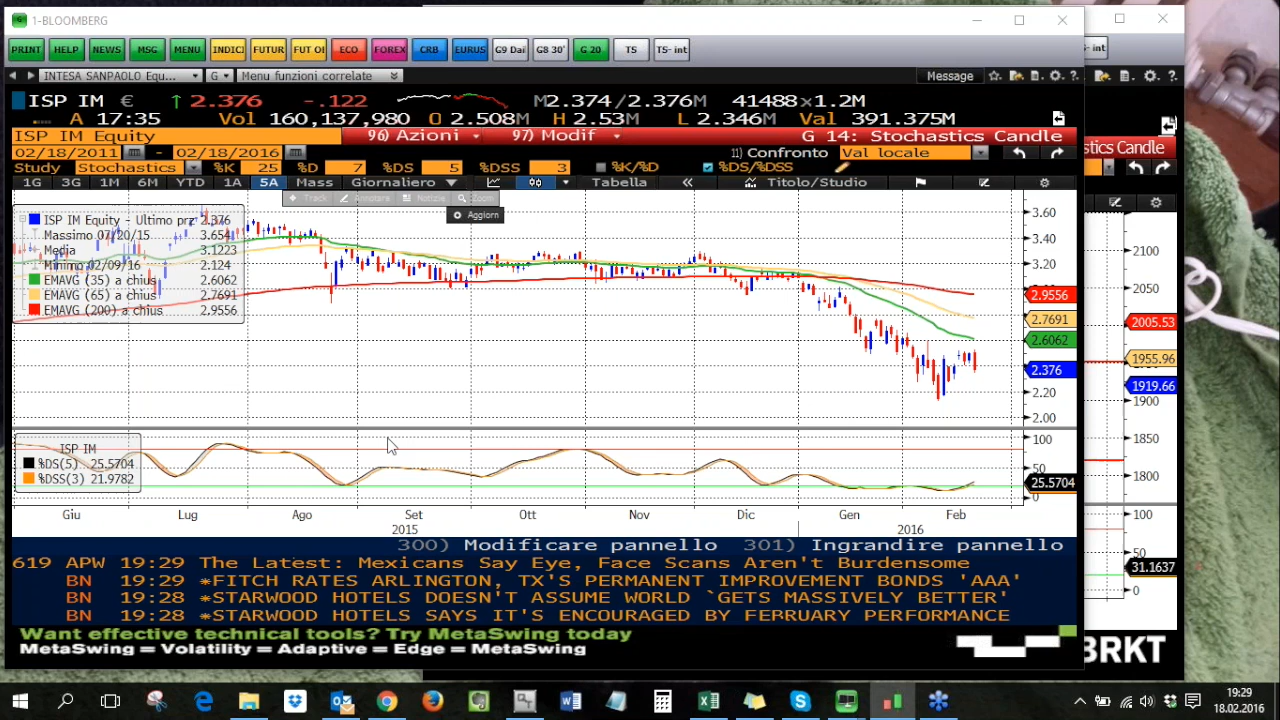 1-BLOOMBERG
PRINT HELP NEWS MSG MENU INDICI FUTUR FUT OI ECO FOREX CRB EURUS G9 Dai G8 30' G 20 TS TS- int
int
INTESA SANPAOLO Equ... G Menu funzioni correlate Message
ISP IM € ↑ 2.376 -.122 M2.374/2.376M 41488x1.2M
A 17:35 Vol 160,137,980 O 2.508M H 2.53M L 2.346M Val 391.375M
ISP IM Equity 96) Azioni 97) Modif G 14: Stochastics Candle
stics Candle
02/18/2011 - 02/18/2016 11) Confronto Val locale
Study Stochastics %K 25 %D 7 %DS 5 %DSS 3 %K/%D %DS/%DSS
1G 3G 1M 6M YTD 1A 5A Mass Giornaliero Tabella « Titolo/Studio
Track Annotare Notizie Zoom
Aggiorn
ISP IM Equity - Ultimo prz 2.376
Massimo 07/20/15 3.654
Media 3.1223
Minimo 02/09/16 2.124
EMAVG (35) a chius 2.6062
EMAVG (65) a chius 2.7691
EMAVG (200) a chius 2.9556
3.60
3.40
3.20
2.9556
2.7691
2.6062
2.376
2.20
2.00
2100
2050
2005.53
1955.96
1919.66
1900
1850
1800
ISP IM
%DS(5) 25.5704
%DSS(3) 21.9782
100
50
25.5704
0
100
50
31.1637
0
Giu Lug Ago Set Ott Nov Dic Gen Feb
2015 2016
300) Modificare pannello 301) Ingrandire pannello
619 APW 19:29 The Latest: Mexicans Say Eye, Face Scans Aren't Burdensome
BN 19:29 *FITCH RATES ARLINGTON, TX'S PERMANENT IMPROVEMENT BONDS 'AAA'
BN 19:28 *STARWOOD HOTELS DOESN'T ASSUME WORLD `GETS MASSIVELY BETTER'
BN 19:28 *STARWOOD HOTELS SAYS IT'S ENCOURAGED BY FEBRUARY PERFORMANCE
Want effective technical tools? Try MetaSwing today
MetaSwing = Volatility = Adaptive = Edge = MetaSwing
BRKT
19:29
18.02.2016